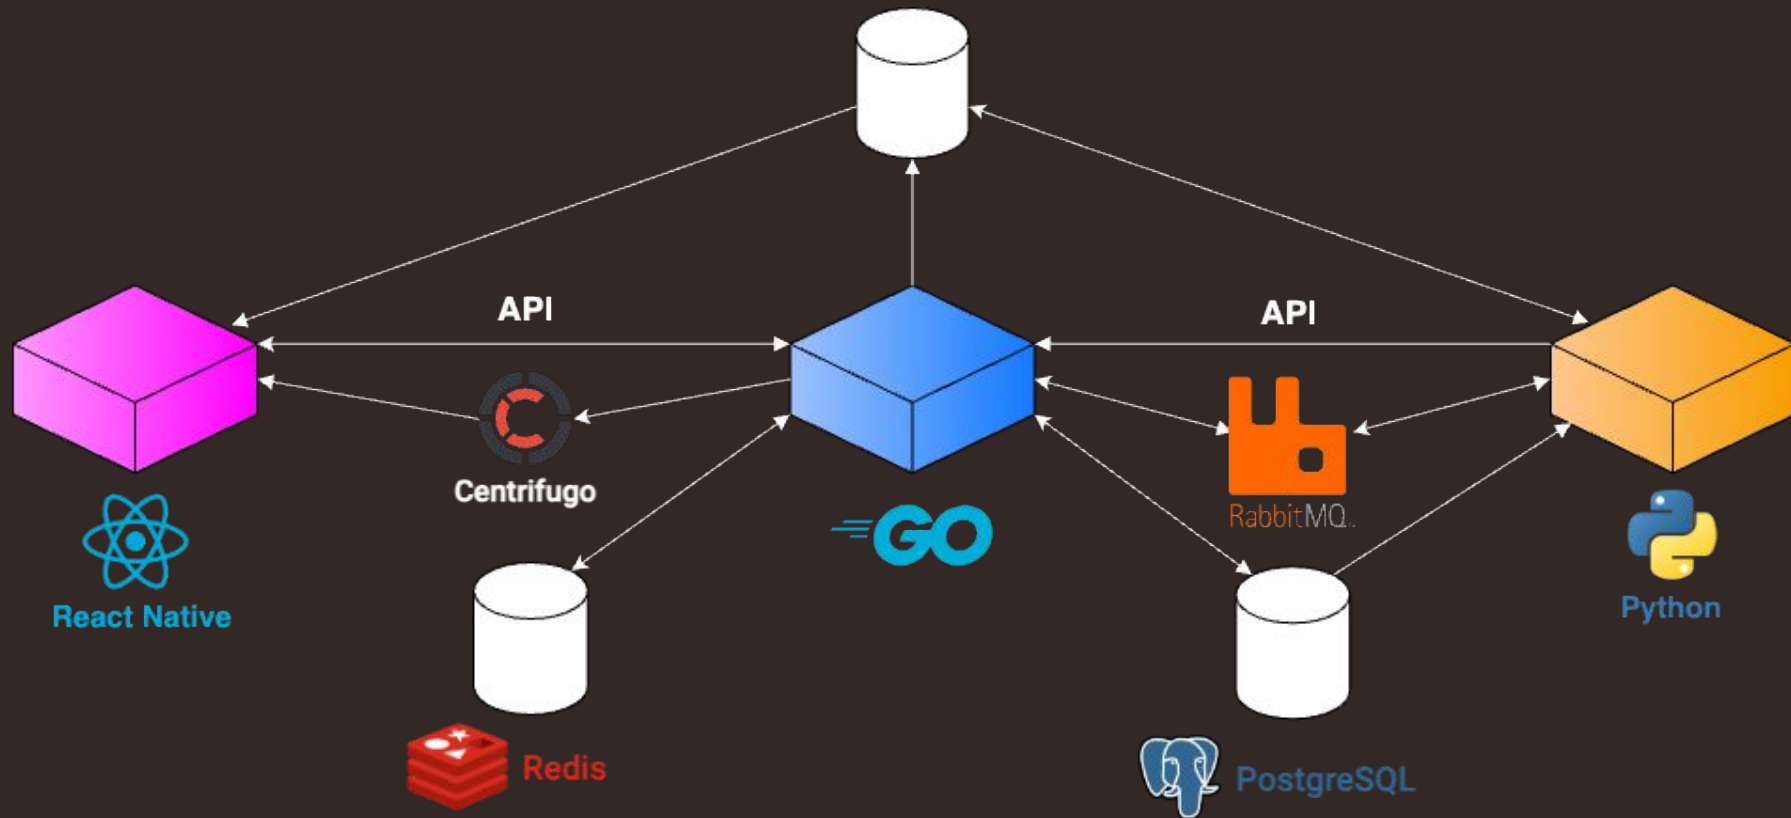 API
API
Centrifugo
GO
RabbitMQ
React Native
Python
Redis
PostgreSQL